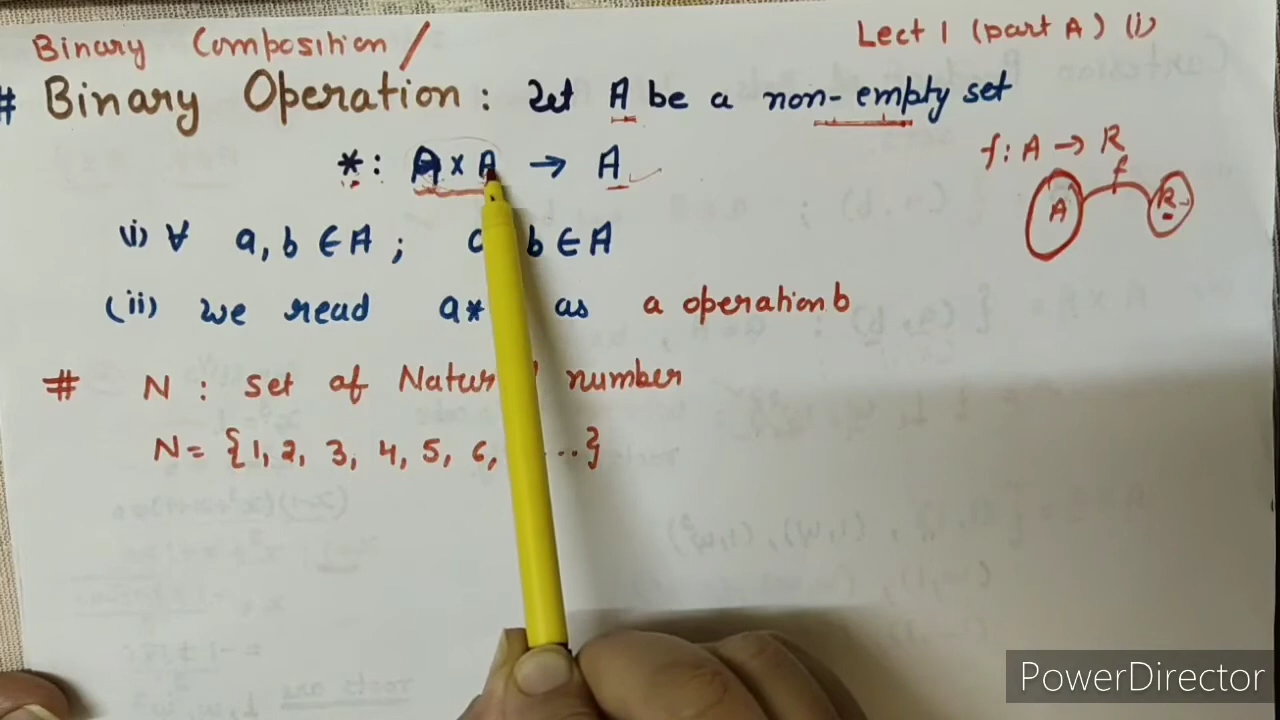 Binary Composition /
Lect 1 (part A) (i)
# Binary Operation : Let A be a non-empty set
* : A × A → A
f: A → R
f
A
R
(i) ∀ a, b ∈ A ; b ∈ A
(ii) We read a* as a operation b
# N : set of number
N = {1, 2, 3, 4, 5, 6, ...}
PowerDirector